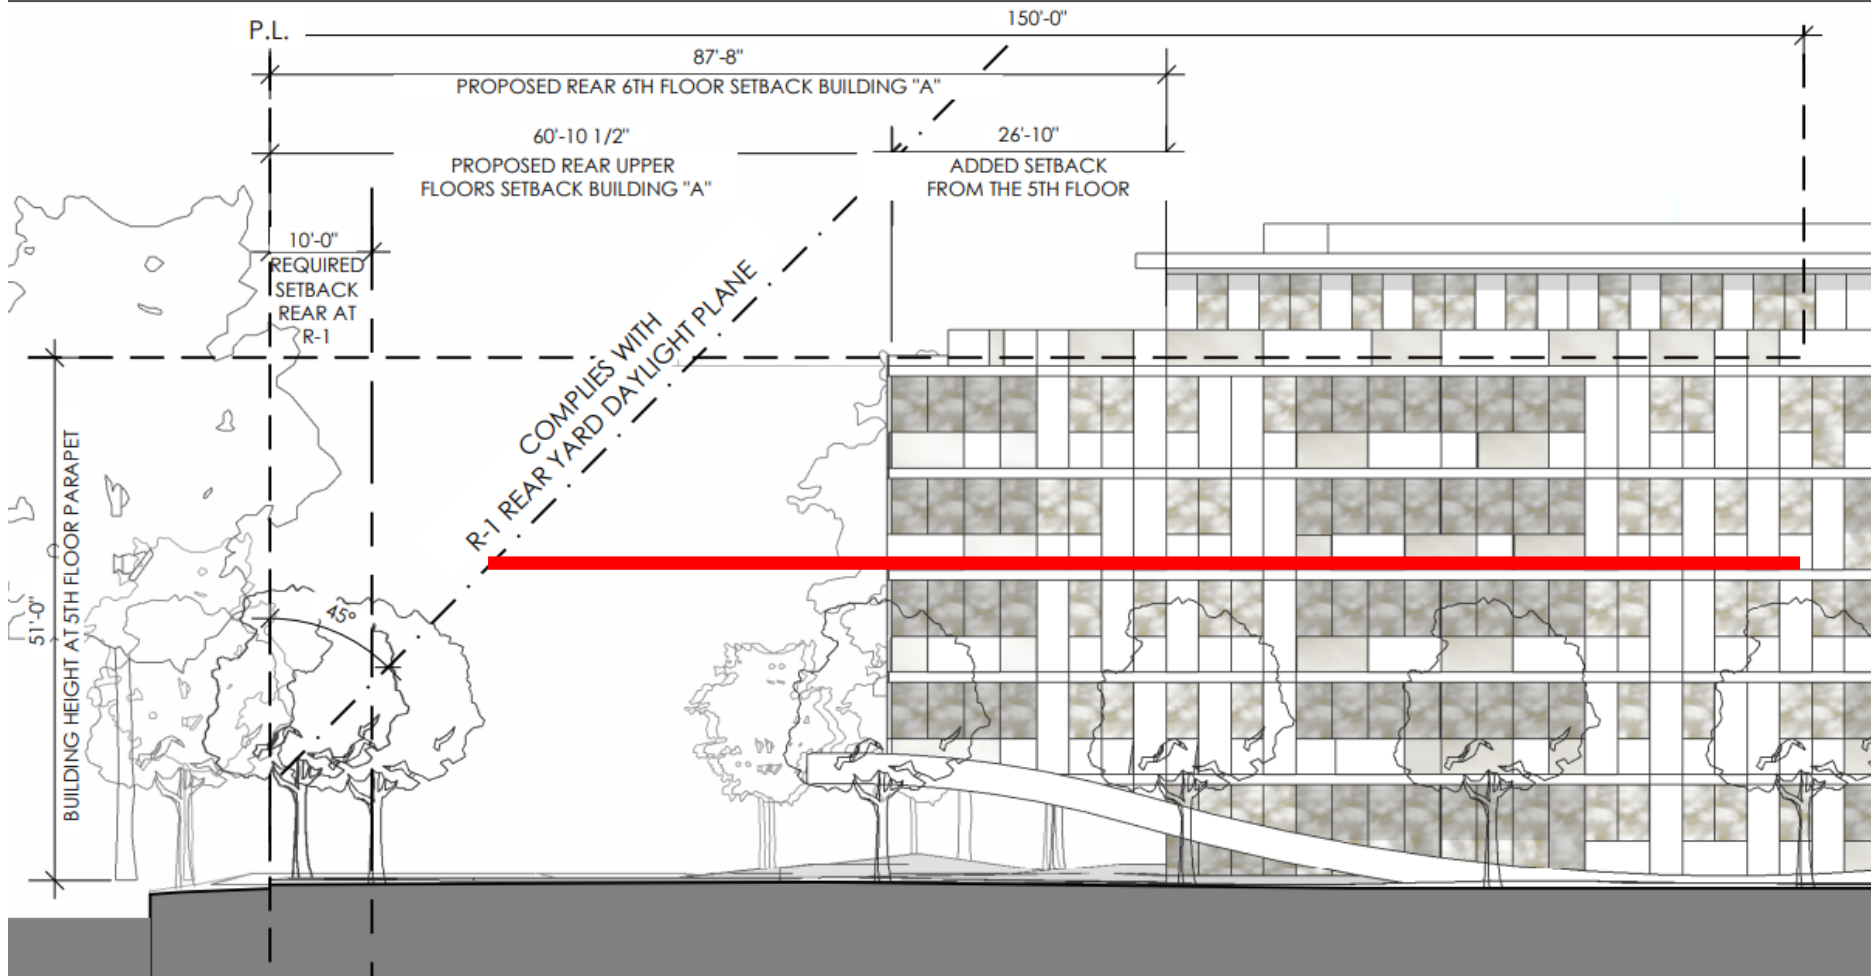 P.L.
150'-0"
87'-8"
PROPOSED REAR 6TH FLOOR SETBACK BUILDING "A"
60'-10 1/2"
PROPOSED REAR UPPER
FLOORS SETBACK BUILDING "A"
26'-10"
ADDED SETBACK
FROM THE 5TH FLOOR
10'-0"
REQUIRED
SETBACK
REAR AT
R-1
COMPLIES WITH
R-1 REAR YARD DAYLIGHT PLANE
45°
51'-0"
BUILDING HEIGHT AT 5TH FLOOR PARAPET